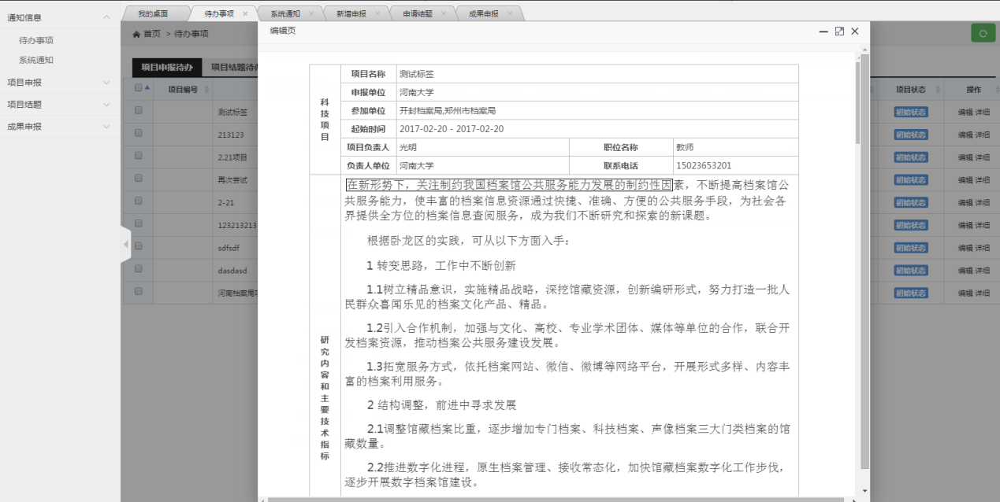 通知信息
待办事项
系统通知
项目申报
项目结题
成果申报
我的桌面
待办事项 ×
系统通知 ×
新增申报 ×
申请结题 ×
成果申报 ×
首页 > 待办事项
编辑页
项目申报待办
项目结题待
项目编号
项目状态
操作
测试标签
初始状态
编辑 详细
213123
初始状态
编辑 详细
2.21项目
初始状态
编辑 详细
再次尝试
初始状态
编辑 详细
2-21
初始状态
编辑 详细
123213213
初始状态
编辑 详细
sdfsdf
初始状态
编辑 详细
dasdasd
初始状态
编辑 详细
河南档案局
初始状态
编辑 详细
科技项目
项目名称 测试标签
申报单位 河南大学
参加单位 开封档案局,郑州市档案局
起始时间 2017-02-20 - 2017-02-20
项目负责人 光明 职位名称 教师
负责人单位 河南大学 联系电话 15023653201
研究内容和主要技术指标
在新形势下，关注制约我国档案馆公共服务能力发展的制约性因素，不断提高档案馆公
共服务能力，使丰富的档案信息资源通过快捷、准确、方便的公共服务手段，为社会各
界提供全方位的档案信息查阅服务，成为我们不断研究和探索的新课题。
根据卧龙区的实践，可从以下方面入手：
1 转变思路，工作中不断创新
1.1树立精品意识，实施精品战略，深挖馆藏资源，创新编研形式，努力打造一批人
民群众喜闻乐见的档案文化产品、精品。
1.2引入合作机制，加强与文化、高校、专业学术团体、媒体等单位的合作，联合开
发档案资源，推动档案公共服务建设发展。
1.3拓宽服务方式，依托档案网站、微信、微博等网络平台，开展形式多样、内容丰
富的档案利用服务。
2 结构调整，前进中寻求发展
2.1调整馆藏档案比重，逐步增加专门档案、科技档案、声像档案三大门类档案的馆
藏数量。
2.2推进数字化进程，原生档案管理、接收常态化，加快馆藏档案数字化工作步伐，
逐步开展数字档案馆建设。